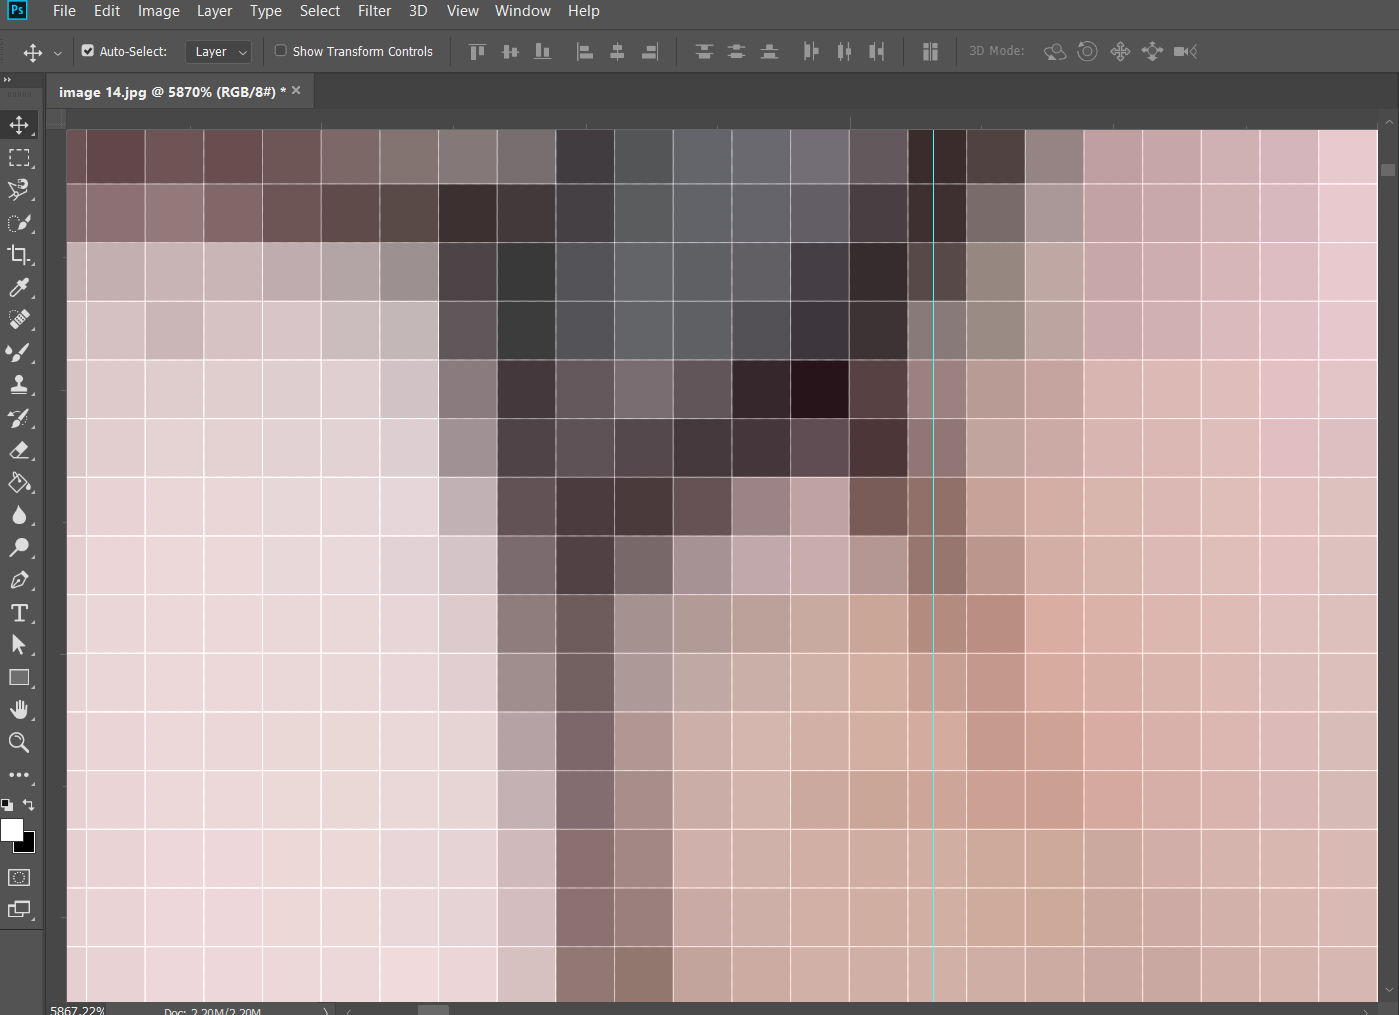 Ps File Edit Image Layer Type Select Filter 3D View Window Help
Auto-Select: Layer Show Transform Controls 3D Mode:
image 14.jpg @ 5870% (RGB/8#) * ×
T
5867.22% Doc: 2.20M/2.20M